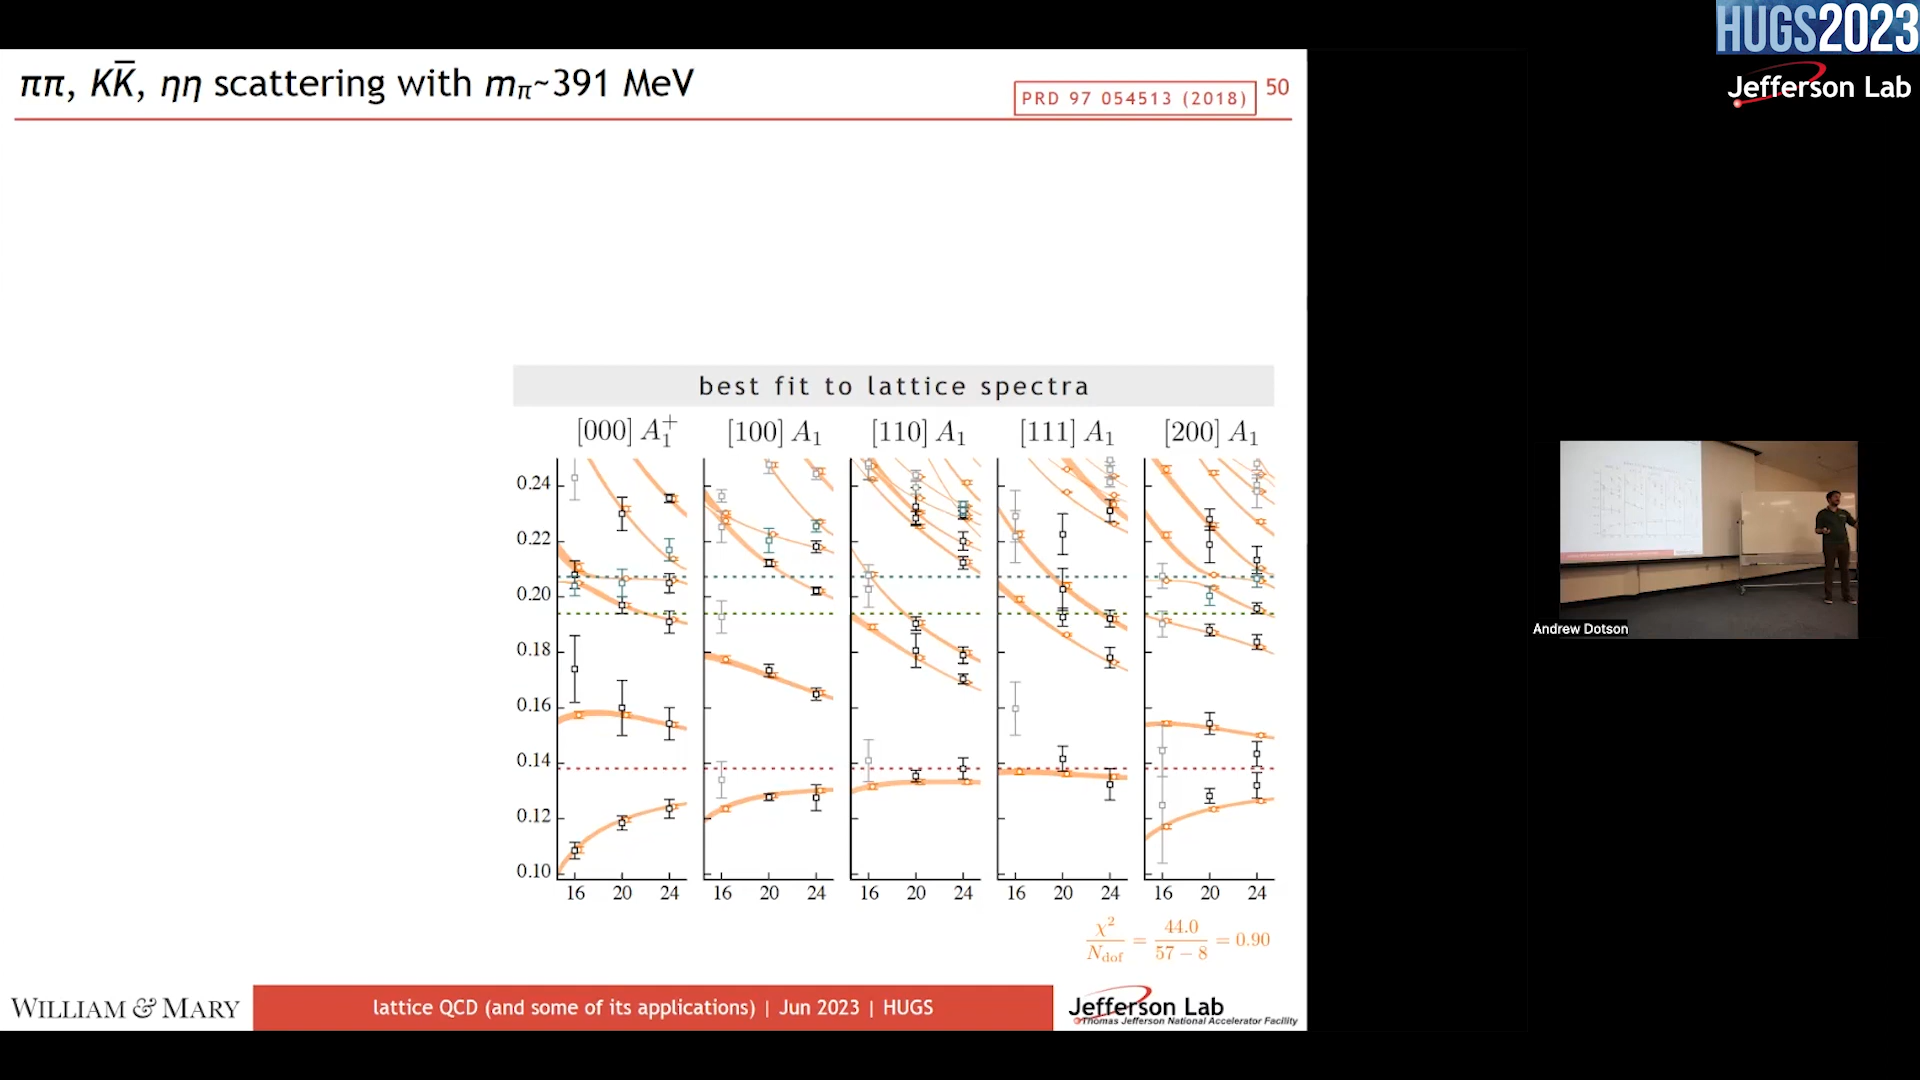 HUGS2023
Jefferson Lab
ππ, KK̅, ηη scattering with mπ~391 MeV
PRD 97 054513 (2018)
50
best fit to lattice spectra
[000] A₁⁺ [100] A₁ [110] A₁ [111] A₁ [200] A₁
0.24
0.22
0.20
0.18
0.16
0.14
0.12
0.10
16 20 24 16 20 24 16 20 24 16 20 24 16 20 24
χ²/N_dof = 44.0/(57 − 8) = 0.90
Andrew Dotson
WILLIAM & MARY
lattice QCD (and some of its applications) | Jun 2023 | HUGS
Jefferson Lab
Thomas Jefferson National Accelerator Facility